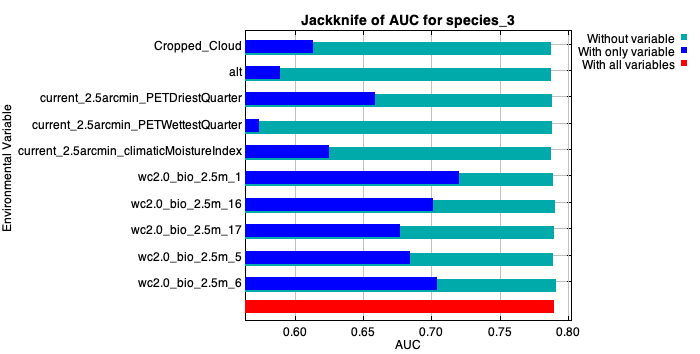 Jackknife of AUC for species_3
Without variable
With only variable
With all variables
Environmental Variable
Cropped_Cloud
alt
current_2.5arcmin_PETDriestQuarter
current_2.5arcmin_PETWettestQuarter
current_2.5arcmin_climaticMoistureIndex
wc2.0_bio_2.5m_1
wc2.0_bio_2.5m_16
wc2.0_bio_2.5m_17
wc2.0_bio_2.5m_5
wc2.0_bio_2.5m_6
0.60 0.65 0.70 0.75 0.80
AUC